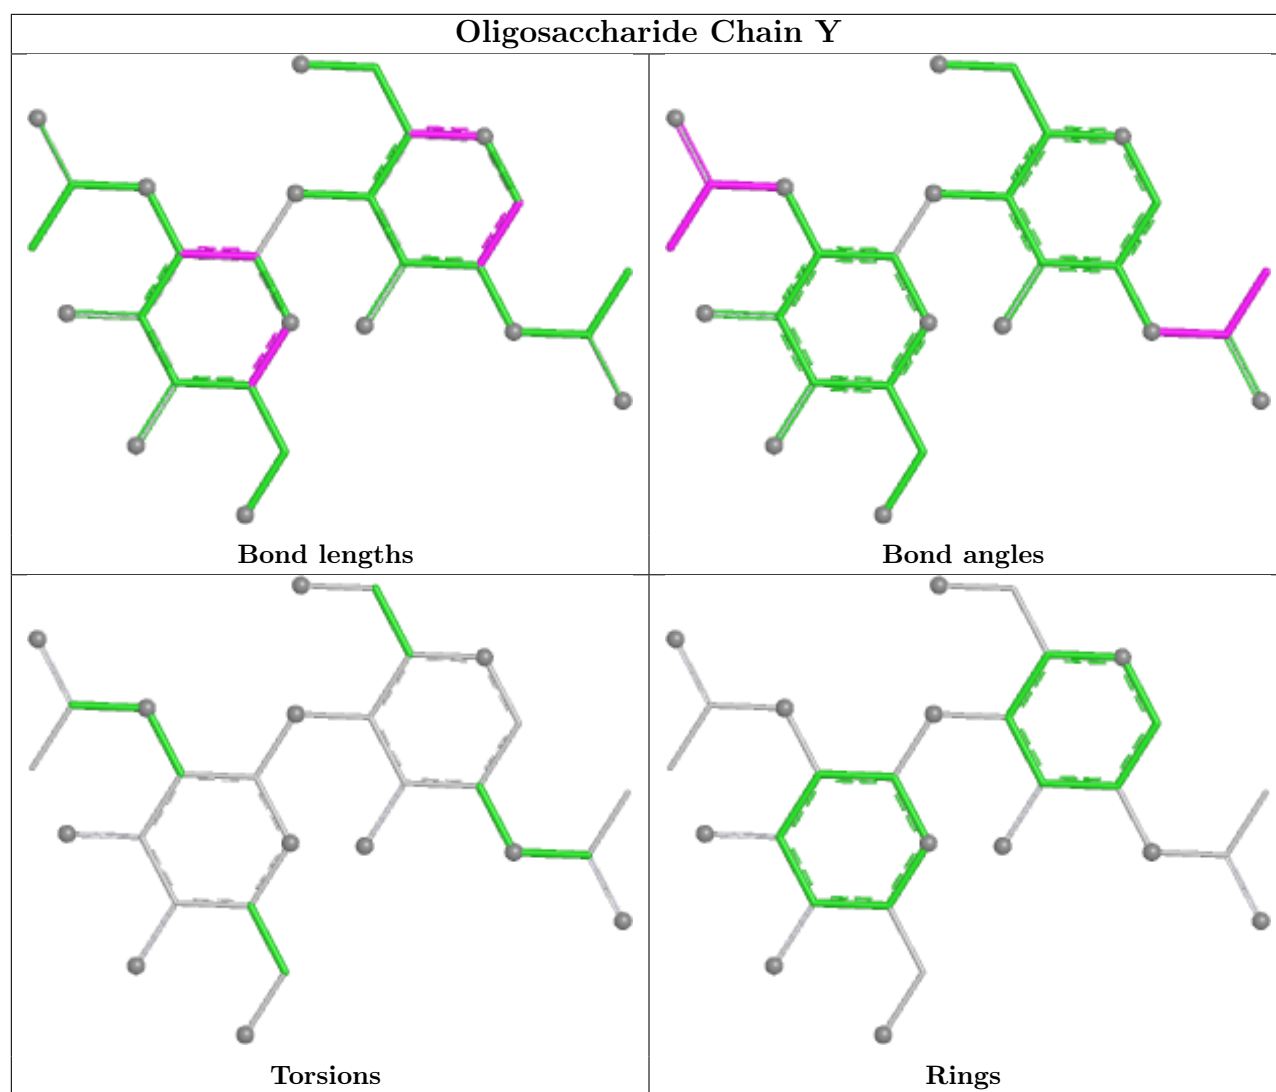 Oligosaccharide Chain Y
Bond lengths
Bond angles
Torsions
Rings